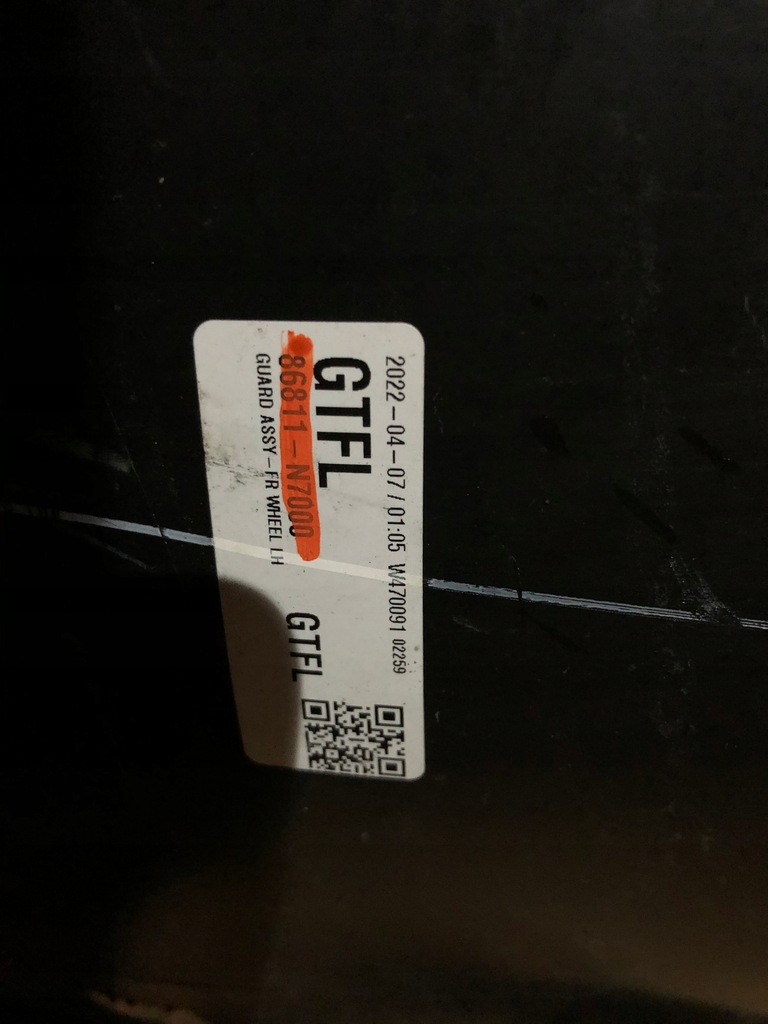 2022-04-07/01:05 W470091 02259
GTFL
86811-N7000 GTFL
GUARD ASSY-FR WHEEL LH